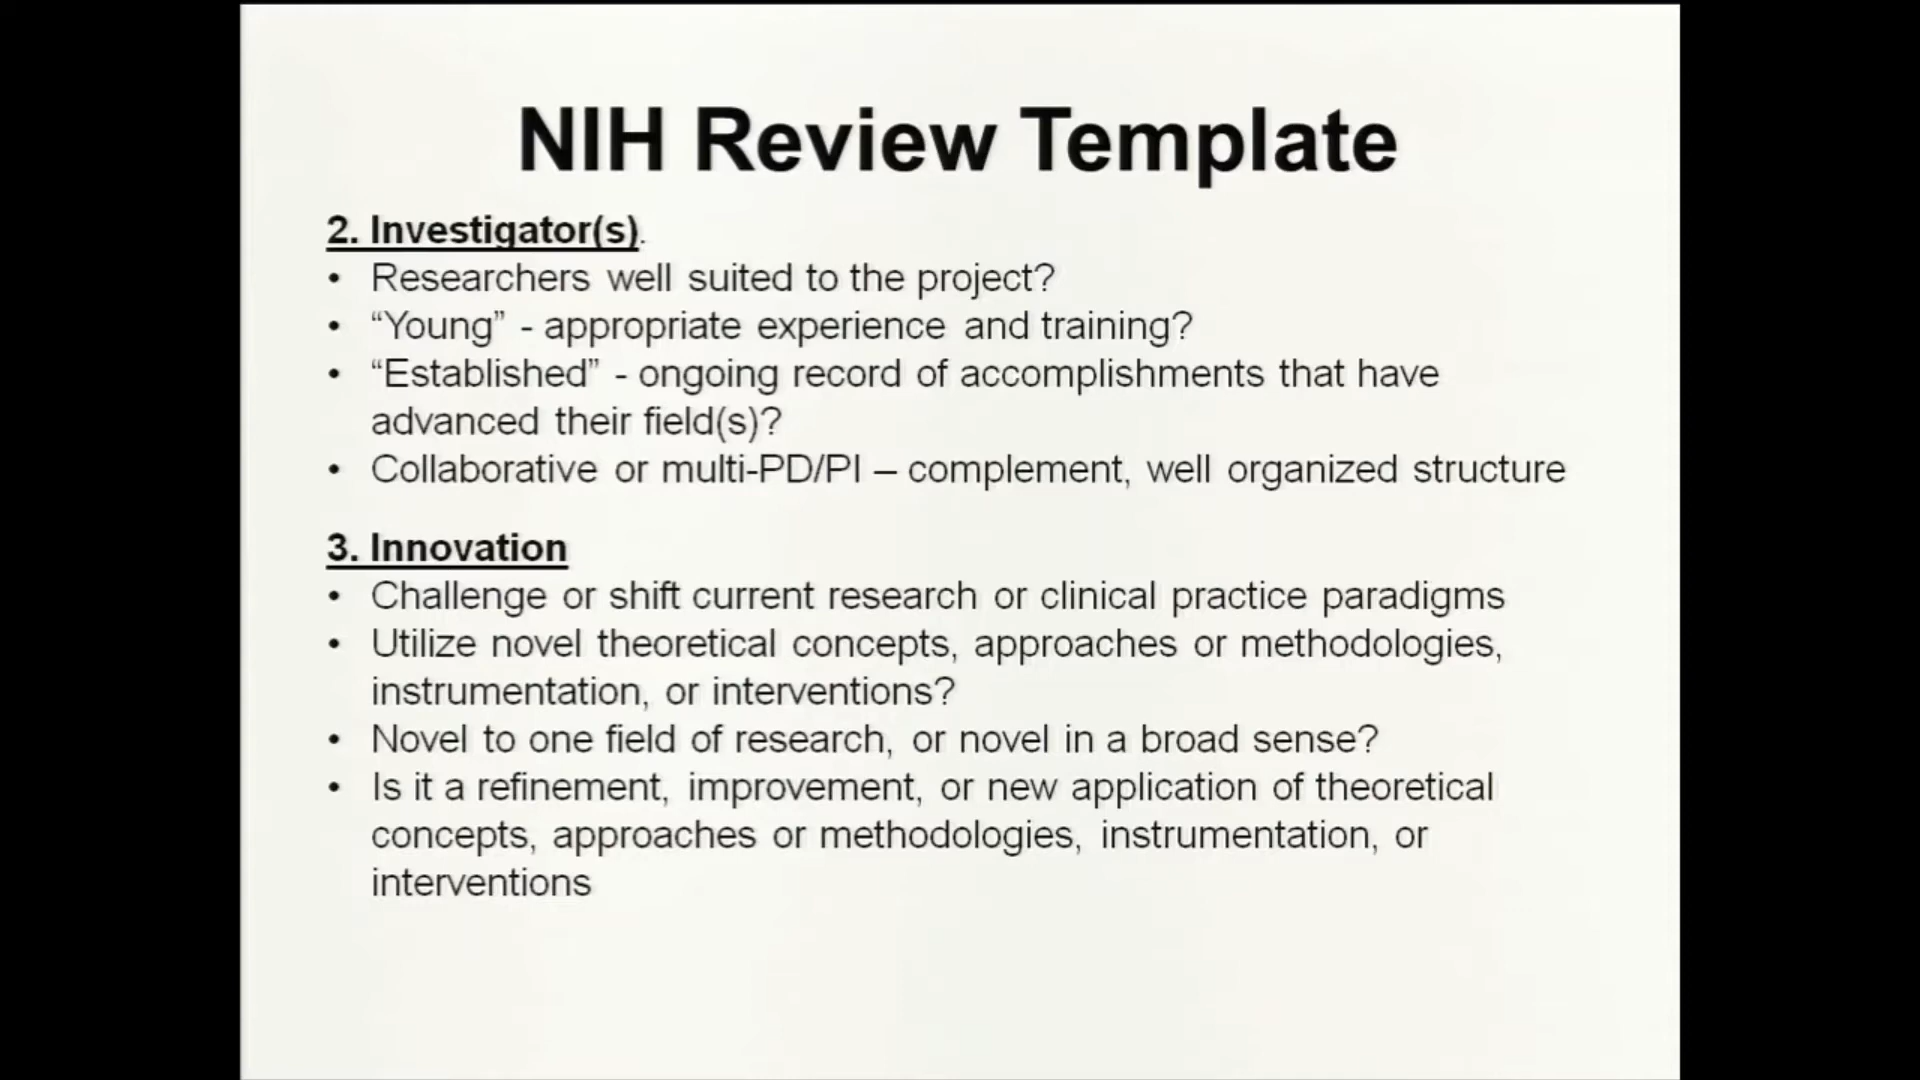 NIH Review Template
2. Investigator(s).
• Researchers well suited to the project?
• “Young” - appropriate experience and training?
• “Established” - ongoing record of accomplishments that have
advanced their field(s)?
• Collaborative or multi-PD/PI – complement, well organized structure
3. Innovation
• Challenge or shift current research or clinical practice paradigms
• Utilize novel theoretical concepts, approaches or methodologies,
instrumentation, or interventions?
• Novel to one field of research, or novel in a broad sense?
• Is it a refinement, improvement, or new application of theoretical
concepts, approaches or methodologies, instrumentation, or
interventions